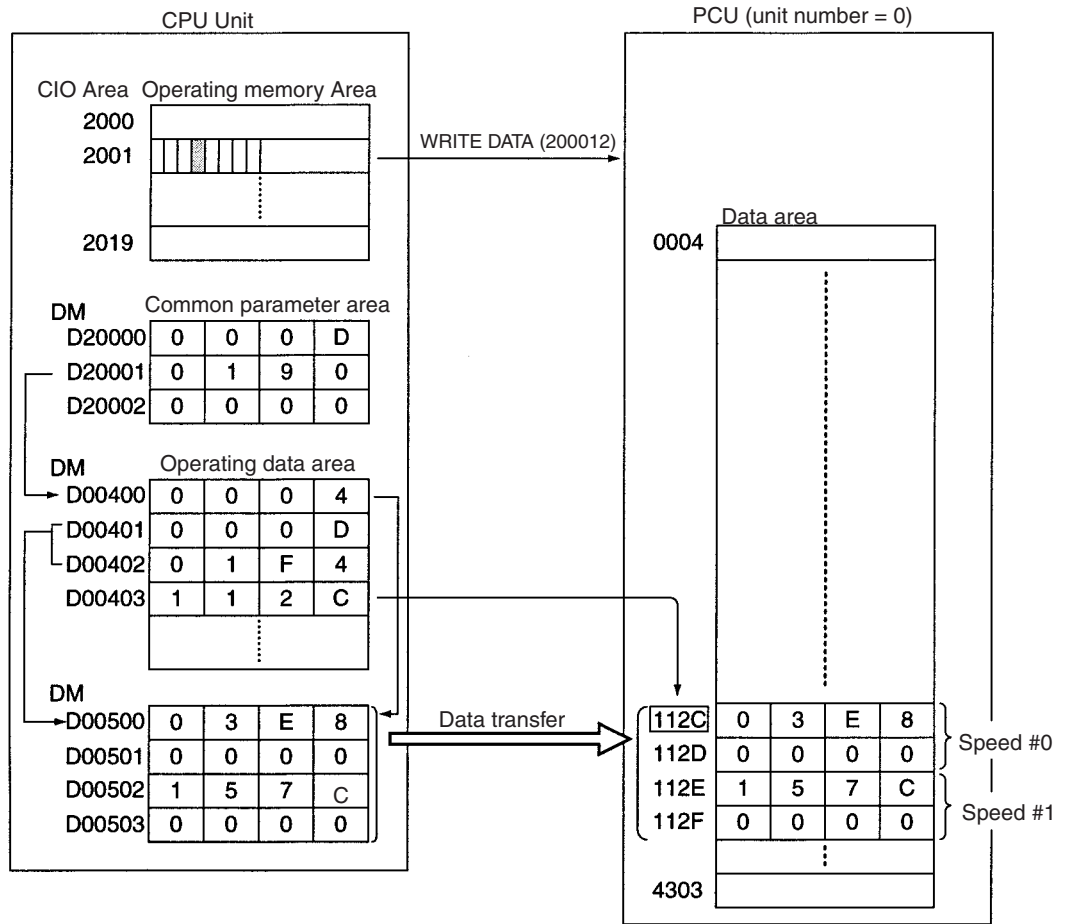 CPU Unit
PCU (unit number = 0)
CIO Area Operating memory Area
2000
2001
WRITE DATA (200012)
2019
Data area
0004
DM Common parameter area
D20000 0 0 0 D
D20001 0 1 9 0
D20002 0 0 0 0
DM Operating data area
D00400 0 0 0 4
D00401 0 0 0 D
D00402 0 1 F 4
D00403 1 1 2 C
DM
D00500 0 3 E 8
D00501 0 0 0 0
D00502 1 5 7 C
D00503 0 0 0 0
Data transfer
112C 0 3 E 8
112D 0 0 0 0
Speed #0
112E 1 5 7 C
112F 0 0 0 0
Speed #1
4303